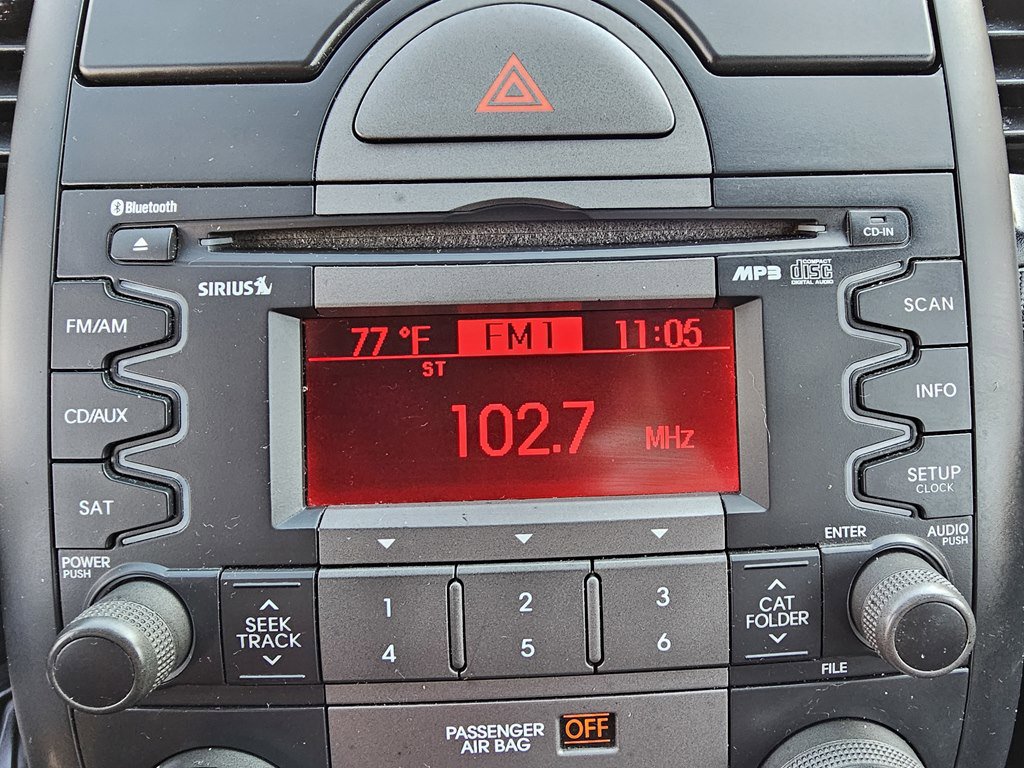 Bluetooth
CD-IN
SIRIUS
MP3 COMPACT
disc
DIGITAL AUDIO
FM/AM
SCAN
77 °F FM1 11:05
ST
102.7 MHz
CD/AUX
INFO
SAT
SETUP
CLOCK
POWER
PUSH
ENTER
AUDIO
PUSH
SEEK
TRACK
1 2 3
4 5 6
CAT
FOLDER
FILE
PASSENGER
AIR BAG
OFF